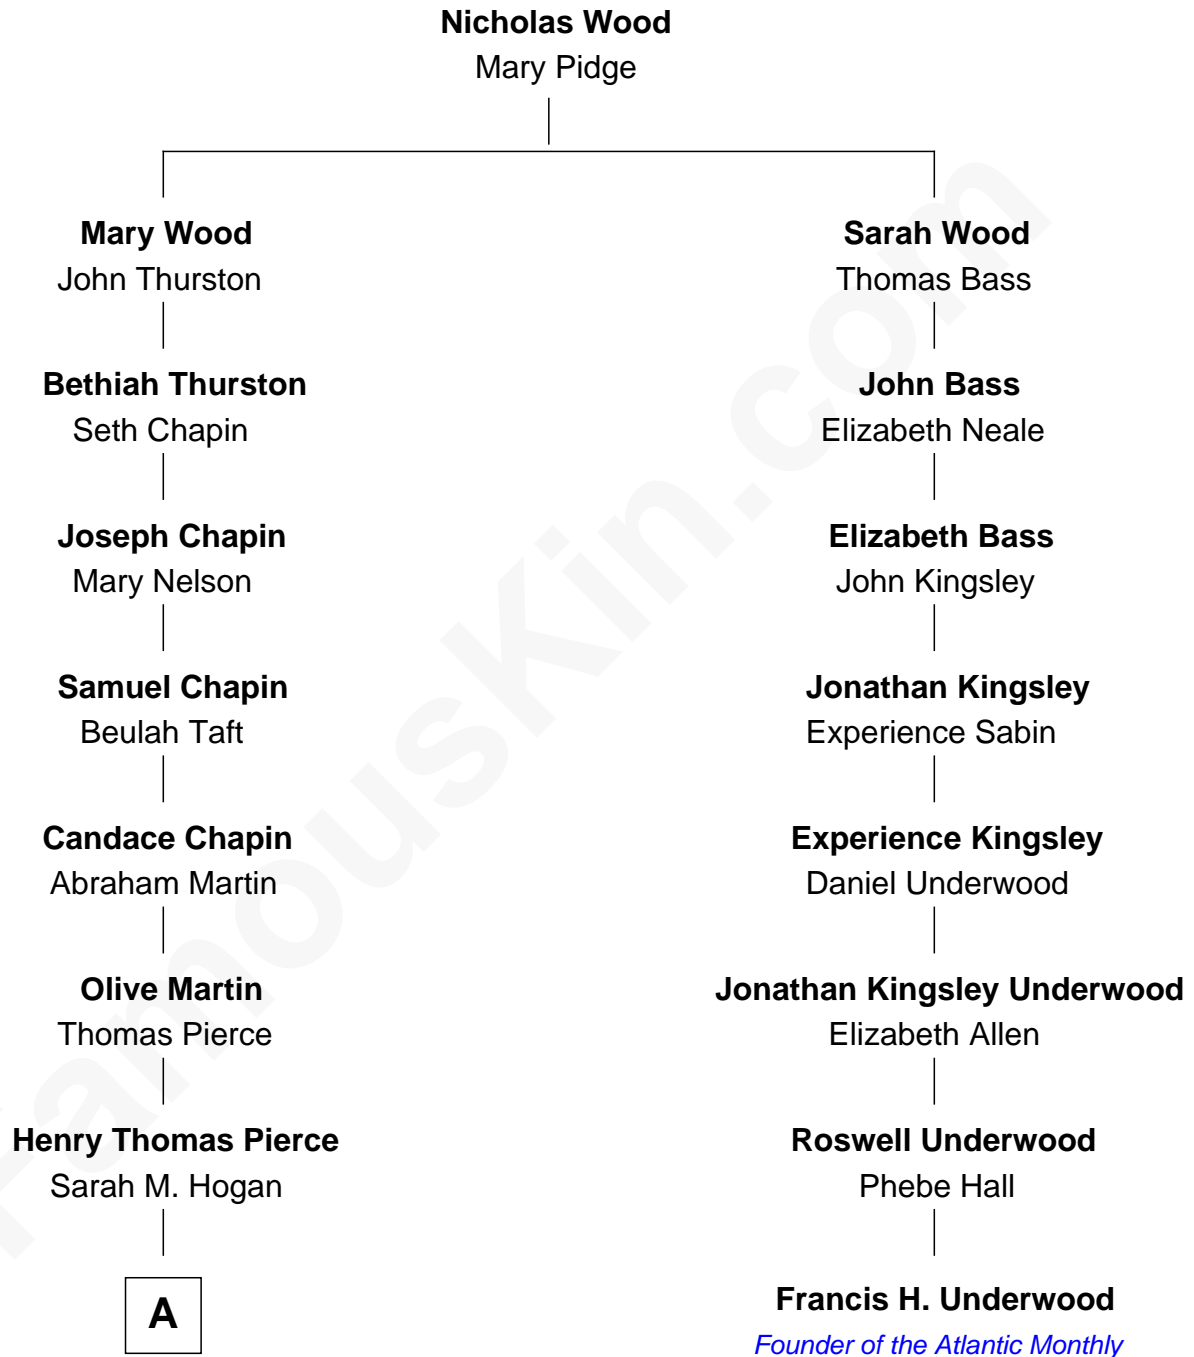 Nicholas Wood
Mary Pidge
Mary Wood
John Thurston
Sarah Wood
Thomas Bass
Bethiah Thurston
Seth Chapin
John Bass
Elizabeth Neale
Joseph Chapin
Mary Nelson
Elizabeth Bass
John Kingsley
Samuel Chapin
Beulah Taft
Jonathan Kingsley
Experience Sabin
Candace Chapin
Abraham Martin
Experience Kingsley
Daniel Underwood
Olive Martin
Thomas Pierce
Jonathan Kingsley Underwood
Elizabeth Allen
Henry Thomas Pierce
Sarah M. Hogan
Roswell Underwood
Phebe Hall
A
Francis H. Underwood
Founder of the Atlantic Monthly
FamousKin.com